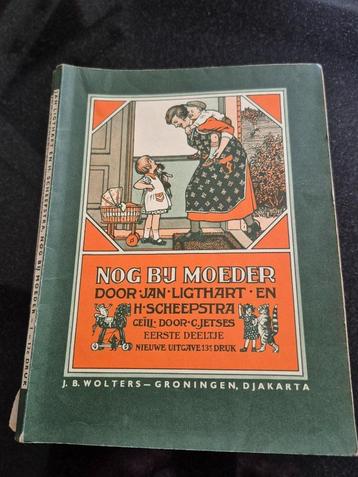 NOG BIJ MOEDER
DOOR·JAN·LIGTHART·EN
H·SCHEEPSTRA
GEÏLL·DOOR·C·JETSES
EERSTE DEELTJE
NIEUWE UITGAVE 13E DRUK
J. B. WOLTERS — GRONINGEN, DJAKARTA